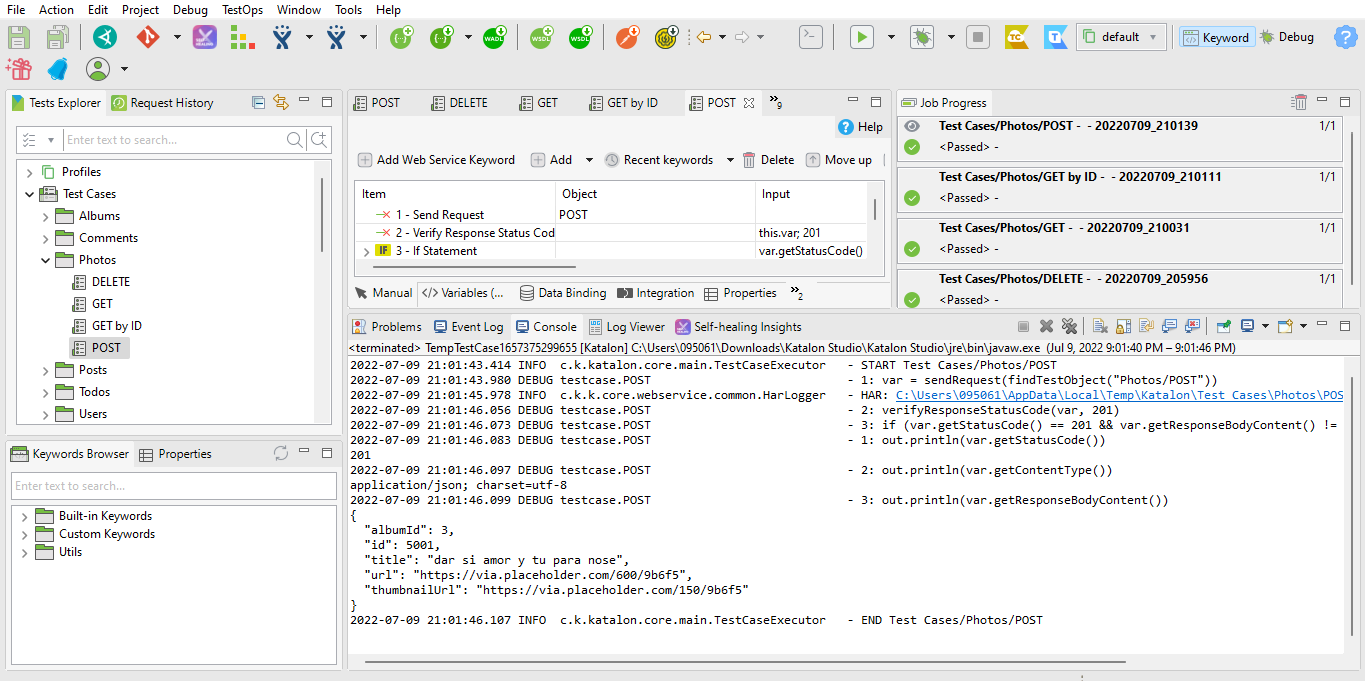 File Action Edit Project Debug TestOps Window Tools Help
WADL WSDL WSDL TC T default Keyword Debug ?
Tests Explorer Request History
Enter text to search...
Profiles
Test Cases
Albums
Comments
Photos
DELETE
GET
GET by ID
POST
Posts
Todos
Users
Keywords Browser Properties
Enter text to search...
Built-in Keywords
Custom Keywords
Utils
POST DELETE GET GET by ID POST »9
? Help
Add Web Service Keyword Add Recent keywords Delete Move up
Item Object Input
1 - Send Request POST
2 - Verify Response Status Cod this.var; 201
IF 3 - If Statement var.getStatusCode()
Manual </> Variables (... Data Binding Integration Properties »2
Job Progress
Test Cases/Photos/POST - - 20220709_210139 1/1
<Passed> -
Test Cases/Photos/GET by ID - - 20220709_210111 1/1
<Passed> -
Test Cases/Photos/GET - - 20220709_210031 1/1
<Passed> -
Test Cases/Photos/DELETE - - 20220709_205956 1/1
<Passed> -
Problems Event Log Console Log Viewer Self-healing Insights
<terminated> TempTestCase1657375299655 [Katalon] C:\Users\095061\Downloads\Katalon Studio\Katalon Studio\jre\bin\javaw.exe (Jul 9, 2022 9:01:40 PM – 9:01:46 PM)
2022-07-09 21:01:43.414 INFO c.k.katalon.core.main.TestCaseExecutor - START Test Cases/Photos/POST
2022-07-09 21:01:43.980 DEBUG testcase.POST - 1: var = sendRequest(findTestObject("Photos/POST"))
2022-07-09 21:01:45.978 INFO c.k.k.core.webservice.common.HarLogger - HAR: C:\Users\095061\AppData\Local\Temp\Katalon\Test Cases\Photos\POS
2022-07-09 21:01:46.056 DEBUG testcase.POST - 2: verifyResponseStatusCode(var, 201)
2022-07-09 21:01:46.073 DEBUG testcase.POST - 3: if (var.getStatusCode() == 201 && var.getResponseBodyContent() !=
2022-07-09 21:01:46.083 DEBUG testcase.POST - 1: out.println(var.getStatusCode())
201
2022-07-09 21:01:46.097 DEBUG testcase.POST - 2: out.println(var.getContentType())
application/json; charset=utf-8
2022-07-09 21:01:46.099 DEBUG testcase.POST - 3: out.println(var.getResponseBodyContent())
{
"albumId": 3,
"id": 5001,
"title": "dar si amor y tu para nose",
"url": "https://via.placeholder.com/600/9b6f5",
"thumbnailUrl": "https://via.placeholder.com/150/9b6f5"
}
2022-07-09 21:01:46.107 INFO c.k.katalon.core.main.TestCaseExecutor - END Test Cases/Photos/POST